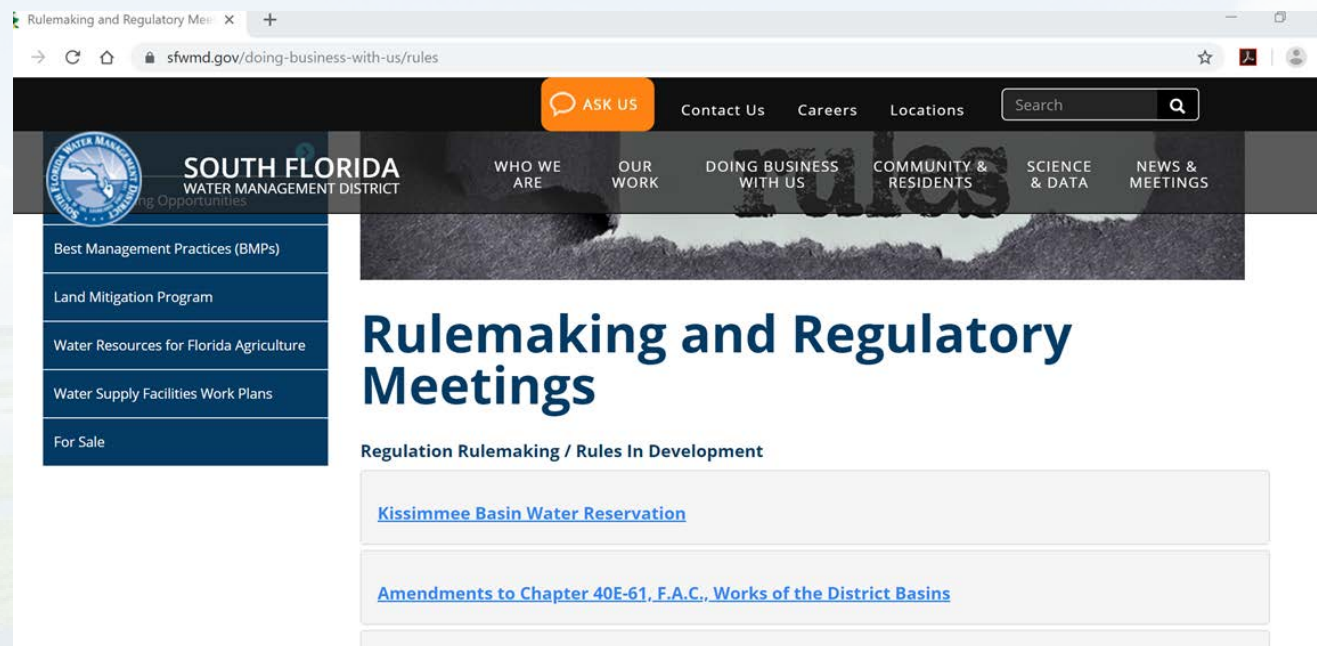 Rulemaking and Regulatory Mee
sfwmd.gov/doing-business-with-us/rules
ASK US
Contact Us
Careers
Locations
Search
SOUTH FLORIDA
WATER MANAGEMENT DISTRICT
WHO WE
ARE
OUR
WORK
DOING BUSINESS
WITH US
COMMUNITY &
RESIDENTS
SCIENCE
& DATA
NEWS &
MEETINGS
rules
Opportunities
Best Management Practices (BMPs)
Land Mitigation Program
Water Resources for Florida Agriculture
Water Supply Facilities Work Plans
For Sale
Rulemaking and Regulatory
Meetings
Regulation Rulemaking / Rules In Development
Kissimmee Basin Water Reservation
Amendments to Chapter 40E-61, F.A.C., Works of the District Basins